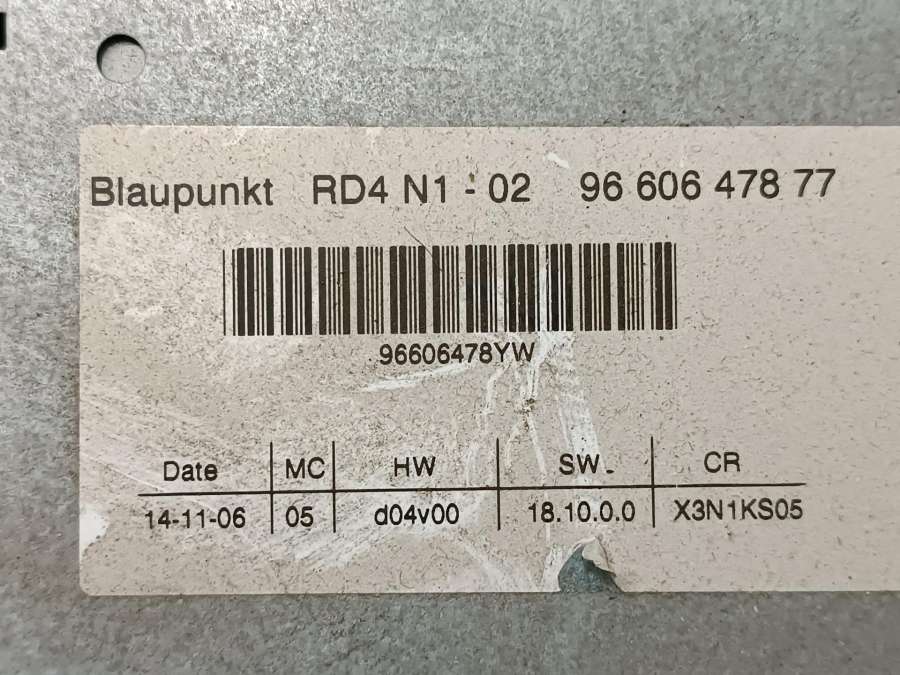 Blaupunkt RD4 N1 - 02 96 606 478 77
96606478YW
Date MC HW SW CR
14-11-06 05 d04v00 18.10.0.0 X3N1KS05